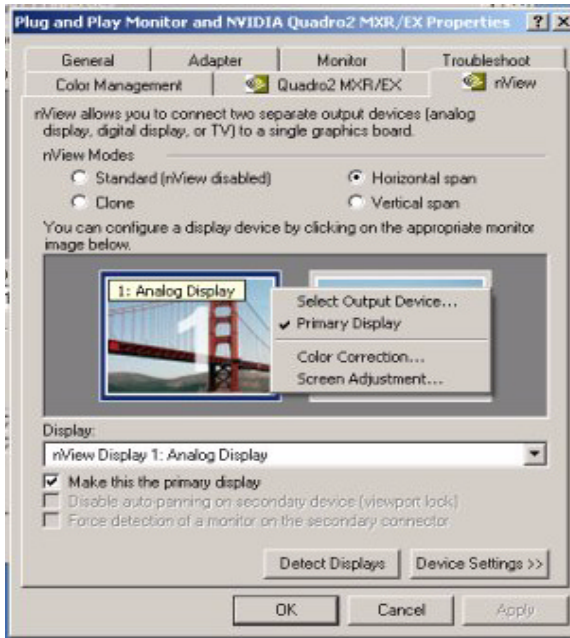 Plug and Play Monitor and NVIDIA Quadro2 MXR/EX Properties ? X
General Adapter Monitor Troubleshoot
Color Management Quadro2 MXR/EX nView
nView allows you to connect two separate output devices (analog
display, digital display, or TV) to a single graphics board.
nView Modes
Standard (nView disabled) Horizontal span
Clone Vertical span
You can configure a display device by clicking on the appropriate monitor
image below.
1: Analog Display
1
Select Output Device...
Primary Display
Color Correction...
Screen Adjustment...
Display:
nView Display 1: Analog Display
Make this the primary display
Disable auto-panning on secondary device (viewport lock)
Force detection of a monitor on the secondary connector
Detect Displays Device Settings >>
OK Cancel Apply